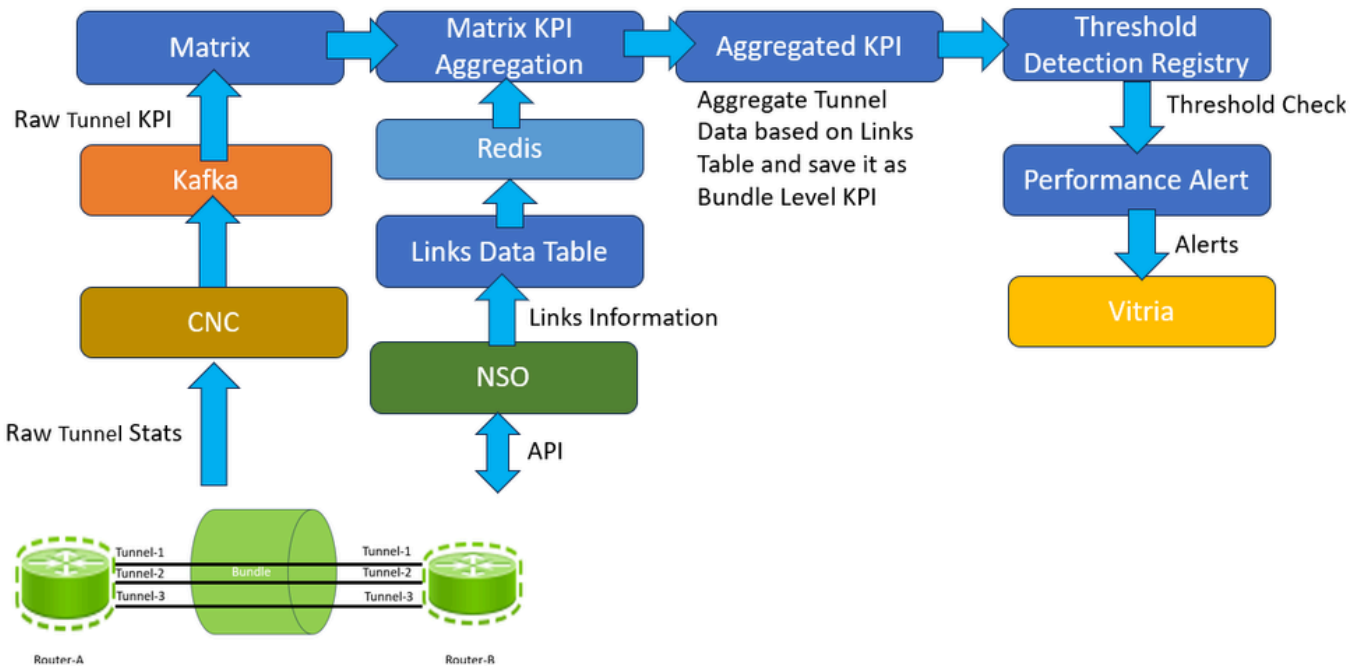 Matrix
Matrix KPI
Aggregation
Aggregated KPI
Threshold
Detection Registry
Raw Tunnel KPI
Aggregate Tunnel
Data based on Links
Table and save it as
Bundle Level KPI
Threshold Check
Kafka
Redis
Performance Alert
Links Data Table
Alerts
CNC
Links Information
Vitria
NSO
Raw Tunnel Stats
API
Tunnel-1
Tunnel-2
Tunnel-3
Bundle
Tunnel-1
Tunnel-2
Tunnel-3
Router-A
Router-B